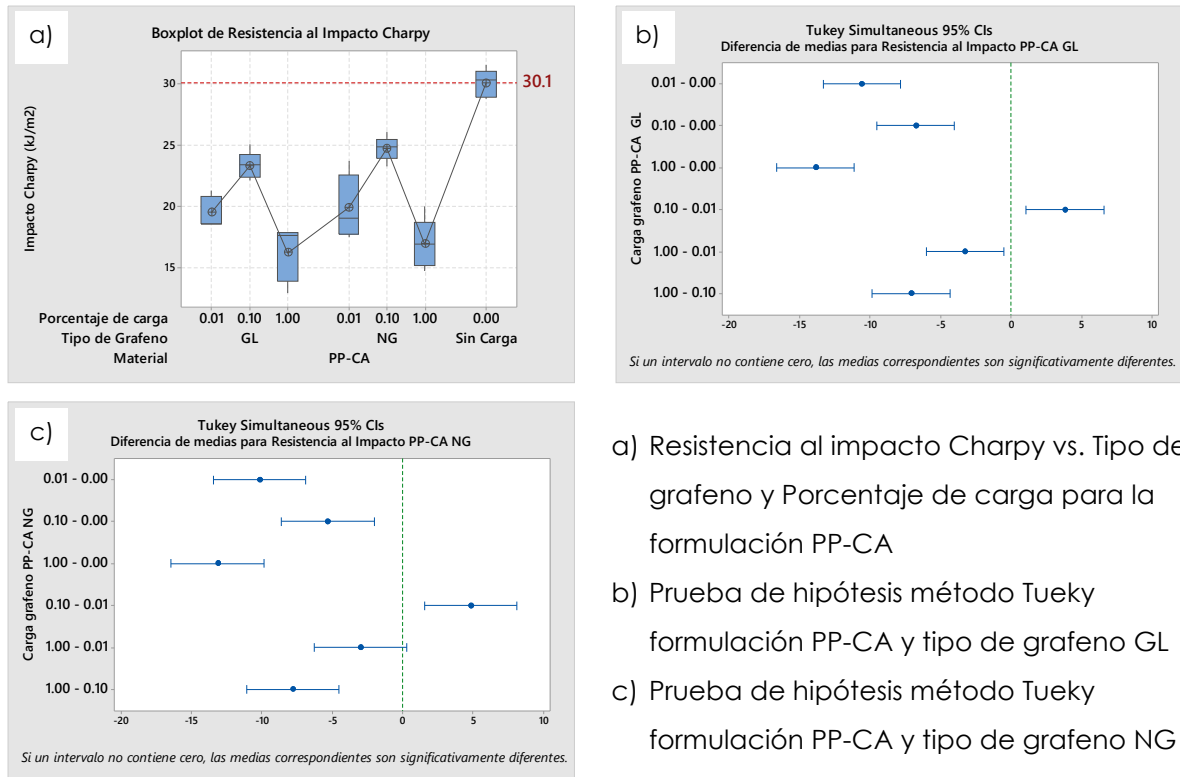 a)
Boxplot de Resistencia al Impacto Charpy
Impacto Charpy (kJ/m2)
30
25
20
15
30.1
Porcentaje de carga 0.01 0.10 1.00 0.01 0.10 1.00 0.00
Tipo de Grafeno GL NG Sin Carga
Material PP-CA
b)
Tukey Simultaneous 95% CIs
Diferencia de medias para Resistencia al Impacto PP-CA GL
Carga grafeno PP-CA GL
0.01 - 0.00
0.10 - 0.00
1.00 - 0.00
0.10 - 0.01
1.00 - 0.01
1.00 - 0.10
-20 -15 -10 -5 0 5 10
Si un intervalo no contiene cero, las medias correspondientes son significativamente diferentes.
c)
Tukey Simultaneous 95% CIs
Diferencia de medias para Resistencia al Impacto PP-CA NG
Carga grafeno PP-CA NG
0.01 - 0.00
0.10 - 0.00
1.00 - 0.00
0.10 - 0.01
1.00 - 0.01
1.00 - 0.10
-20 -15 -10 -5 0 5 10
Si un intervalo no contiene cero, las medias correspondientes son significativamente diferentes.
a) Resistencia al impacto Charpy vs. Tipo de
grafeno y Porcentaje de carga para la
formulación PP-CA
b) Prueba de hipótesis método Tueky
formulación PP-CA y tipo de grafeno GL
c) Prueba de hipótesis método Tueky
formulación PP-CA y tipo de grafeno NG